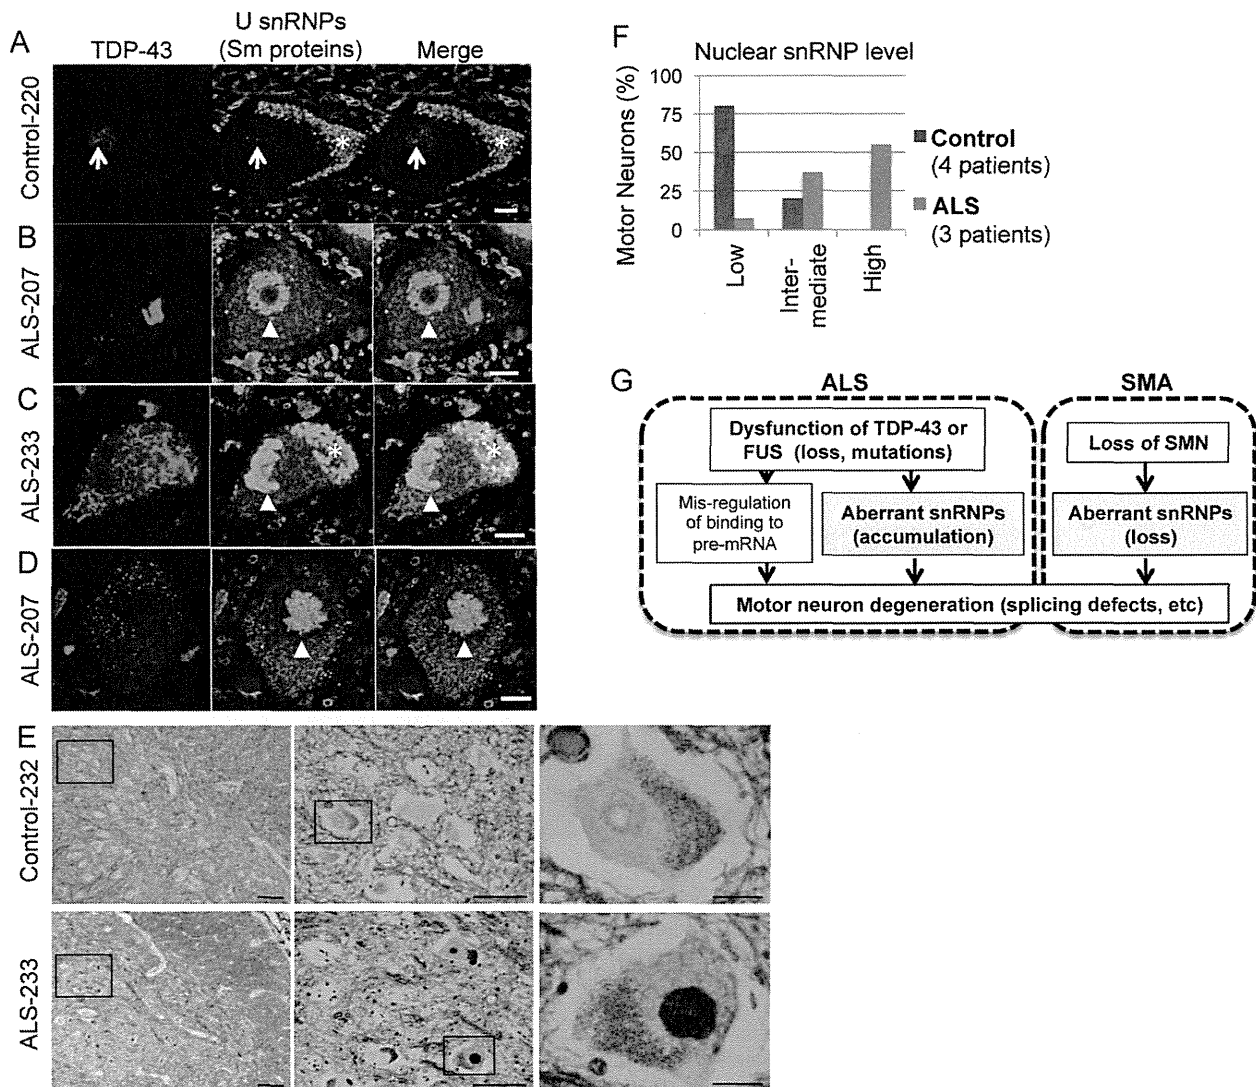 A
TDP-43
U snRNPs
(Sm proteins)
Merge
Control-220
*
*
B
ALS-207
C
ALS-233
*
*
D
ALS-207
E
Control-232
ALS-233
F
Nuclear snRNP level
Motor Neurons (%)
100
75
50
25
0
Low
Inter-
mediate
High
Control
(4 patients)
ALS
(3 patients)
G
ALS
SMA
Dysfunction of TDP-43 or
FUS (loss, mutations)
Loss of SMN
Mis-regulation
of binding to
pre-mRNA
Aberrant snRNPs
(accumulation)
Aberrant snRNPs
(loss)
Motor neuron degeneration (splicing defects, etc)